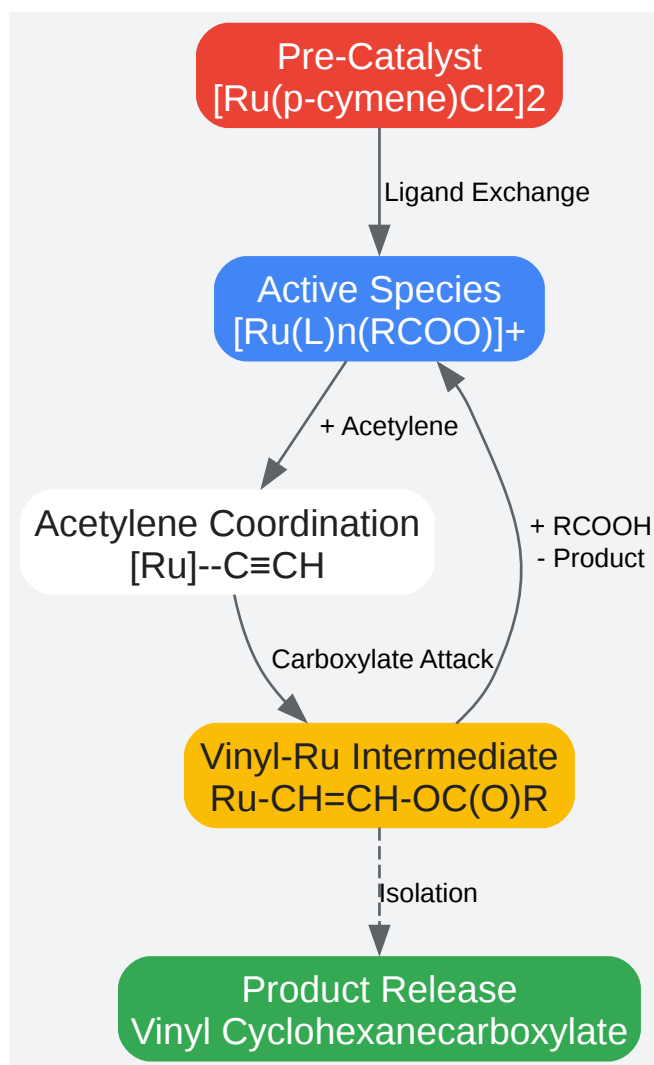 Pre-Catalyst
[Ru(p-cymene)Cl2]2
Ligand Exchange
Active Species
[Ru(L)n(RCOO)]+
+ Acetylene
Acetylene Coordination
[Ru]--C≡CH
+ RCOOH
- Product
Carboxylate Attack
Vinyl-Ru Intermediate
Ru-CH=CH-OC(O)R
Isolation
Product Release
Vinyl Cyclohexanecarboxylate